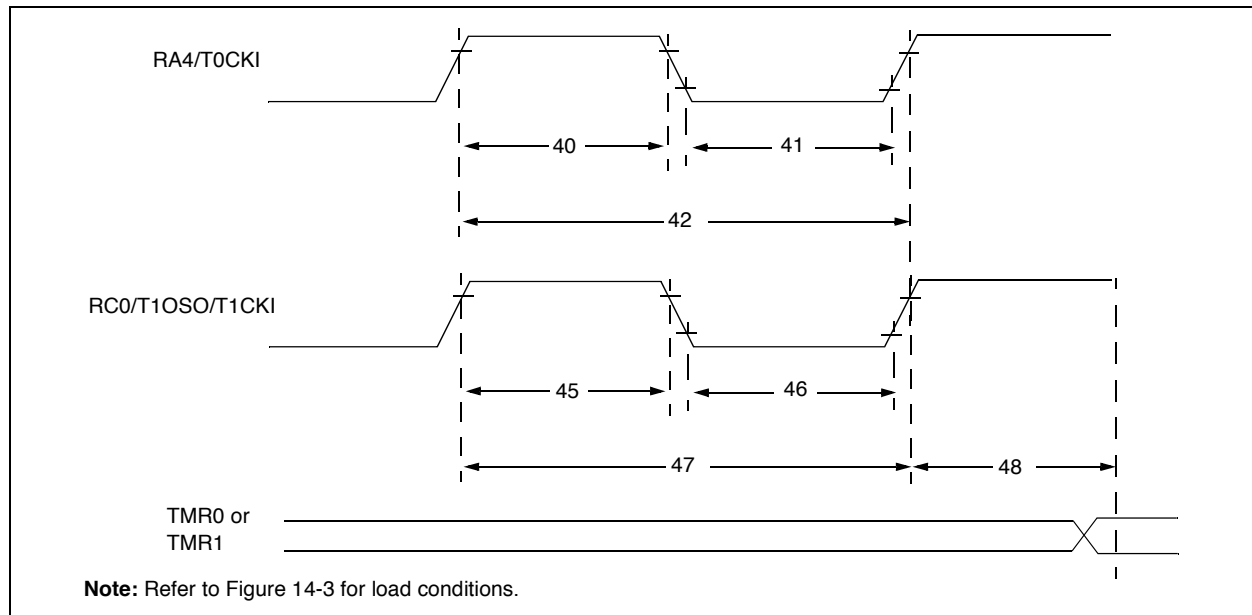 RA4/T0CKI
40
41
42
RC0/T1OSO/T1CKI
45
46
47
48
TMR0 or
TMR1
Note: Refer to Figure 14-3 for load conditions.